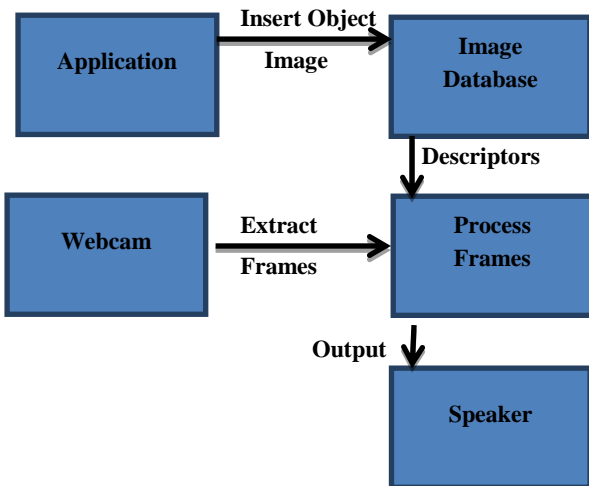 Insert Object
Image
Application
Image
Database
Descriptors
Webcam
Extract
Frames
Process
Frames
Output
Speaker